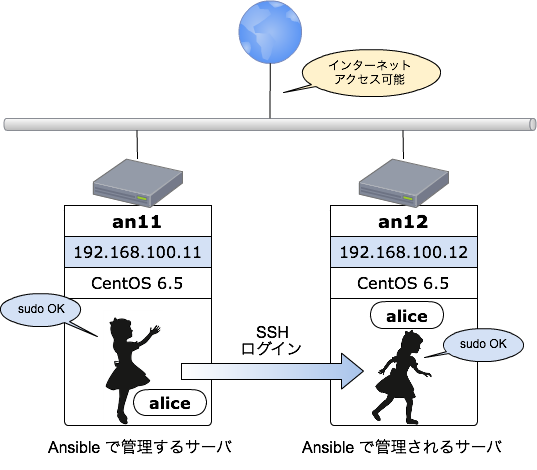 インターネット
アクセス可能
an11
192.168.100.11
CentOS 6.5
sudo OK
alice
SSH
ログイン
an12
192.168.100.12
CentOS 6.5
alice
sudo OK
Ansible で管理するサーバ
Ansible で管理されるサーバ